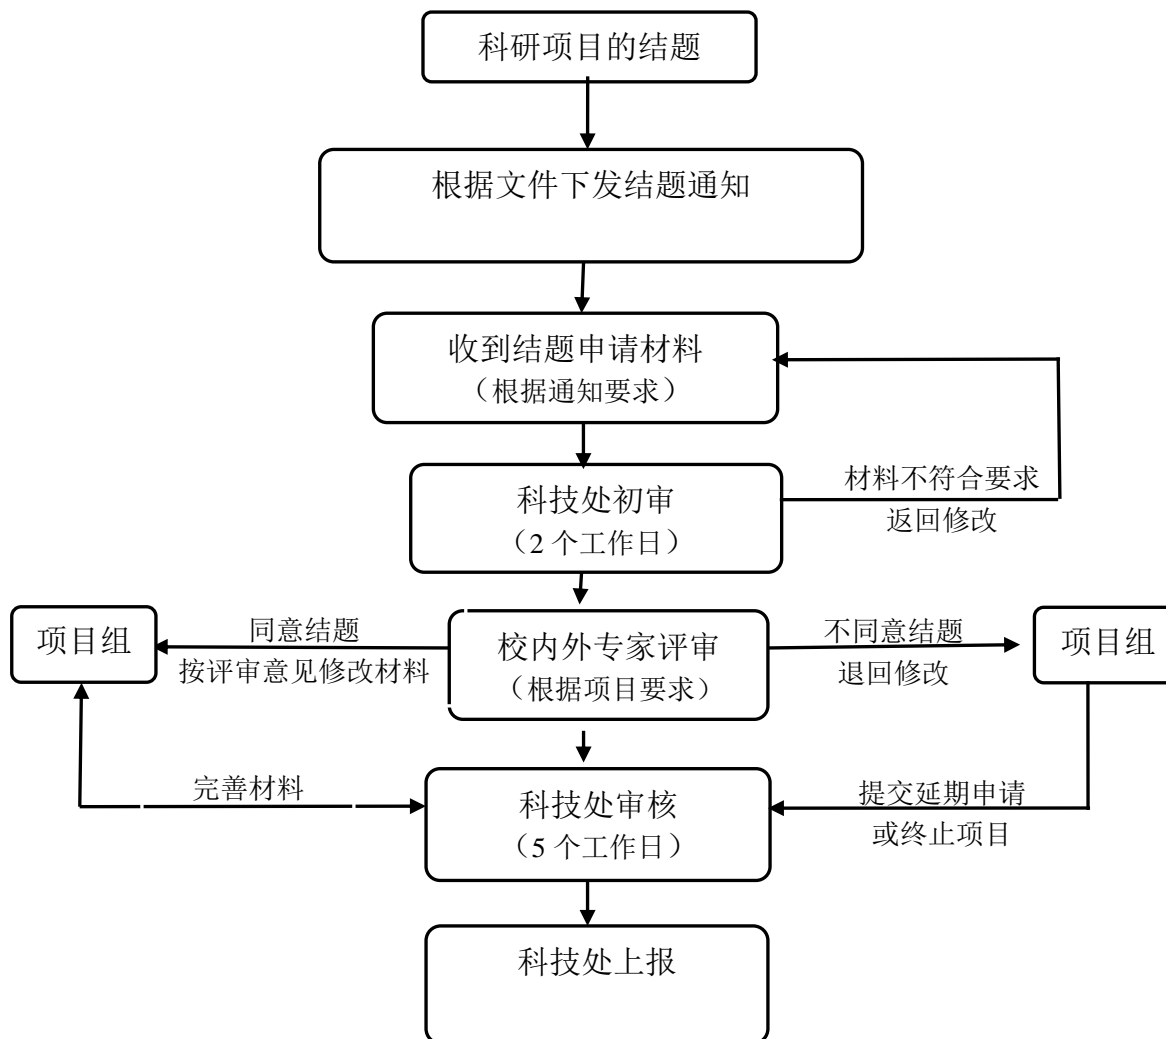 科研项目的结题
根据文件下发结题通知
收到结题申请材料
（根据通知要求）
科技处初审
（2 个工作日）
材料不符合要求
返回修改
项目组
同意结题
按评审意见修改材料
校内外专家评审
（根据项目要求）
不同意结题
退回修改
项目组
完善材料
科技处审核
（5 个工作日）
提交延期申请
或终止项目
科技处上报